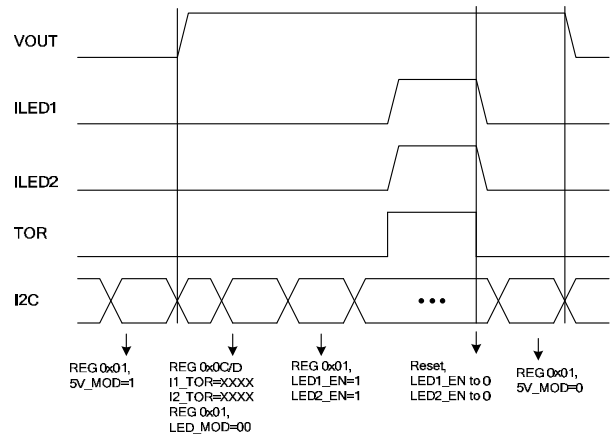 VOUT
ILED1
ILED2
TOR
I2C
•••
REG 0x01,
5V_MOD=1
REG 0x0C/D
I1_TOR=XXXX
I2_TOR=XXXX
REG 0x01,
LED_MOD=00
REG 0x01,
LED1_EN=1
LED2_EN=1
Reset,
LED1_EN to 0
LED2_EN to 0
REG 0x01,
5V_MOD=0